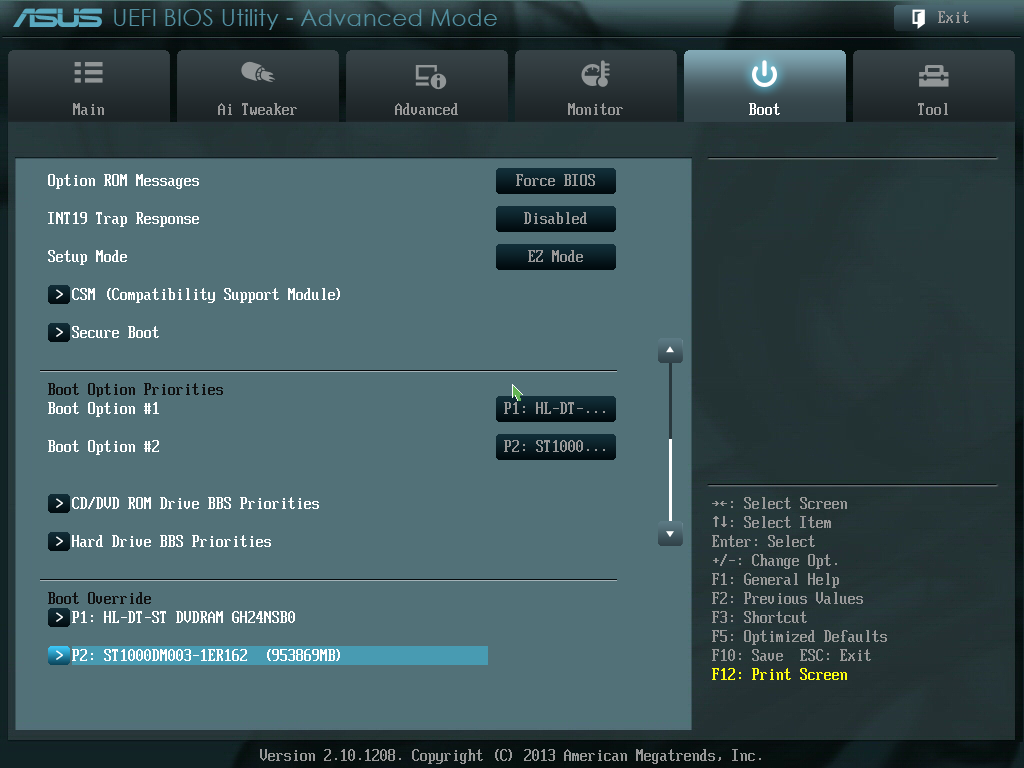 ASUS UEFI BIOS Utility - Advanced Mode
Exit
Main
Ai Tweaker
Advanced
Monitor
Boot
Tool
Option ROM Messages Force BIOS
INT19 Trap Response Disabled
Setup Mode EZ Mode
> CSM (Compatibility Support Module)
> Secure Boot
Boot Option Priorities
Boot Option #1 P1: HL-DT-...
Boot Option #2 P2: ST1000...
> CD/DVD ROM Drive BBS Priorities
> Hard Drive BBS Priorities
Boot Override
> P1: HL-DT-ST DVDRAM GH24NSB0
> P2: ST1000DM003-1ER162 (953869MB)
→←: Select Screen
↑↓: Select Item
Enter: Select
+/-: Change Opt.
F1: General Help
F2: Previous Values
F3: Shortcut
F5: Optimized Defaults
F10: Save ESC: Exit
F12: Print Screen
Version 2.10.1208. Copyright (C) 2013 American Megatrends, Inc.